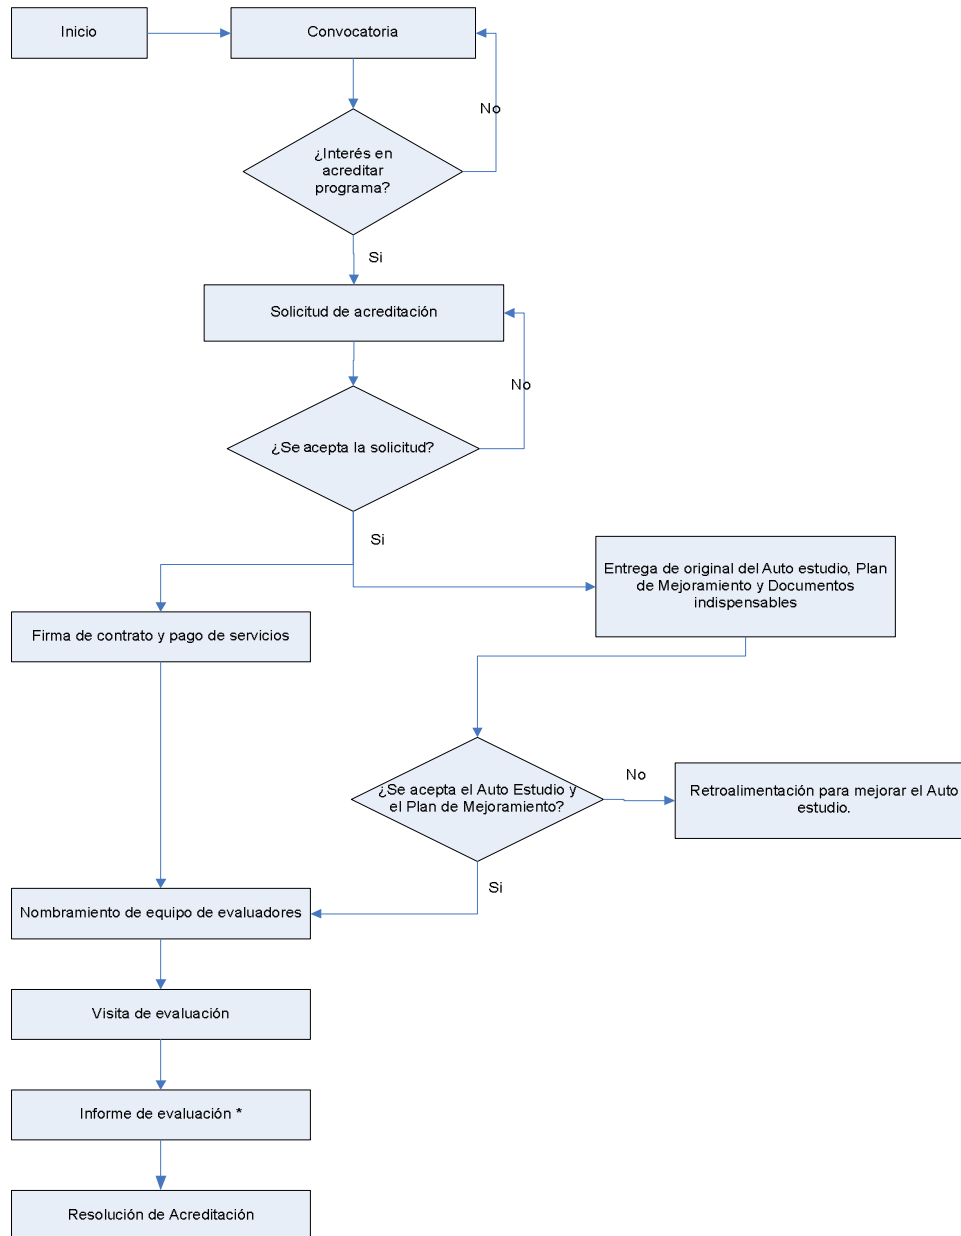 Inicio
Convocatoria
No
¿Interés en
acreditar
programa?
Si
Solicitud de acreditación
No
¿Se acepta la solicitud?
Si
Entrega de original del Auto estudio, Plan
de Mejoramiento y Documentos
indispensables
Firma de contrato y pago de servicios
¿Se acepta el Auto Estudio y
el Plan de Mejoramiento?
No
Retroalimentación para mejorar el Auto
estudio.
Si
Nombramiento de equipo de evaluadores
Visita de evaluación
Informe de evaluación *
Resolución de Acreditación